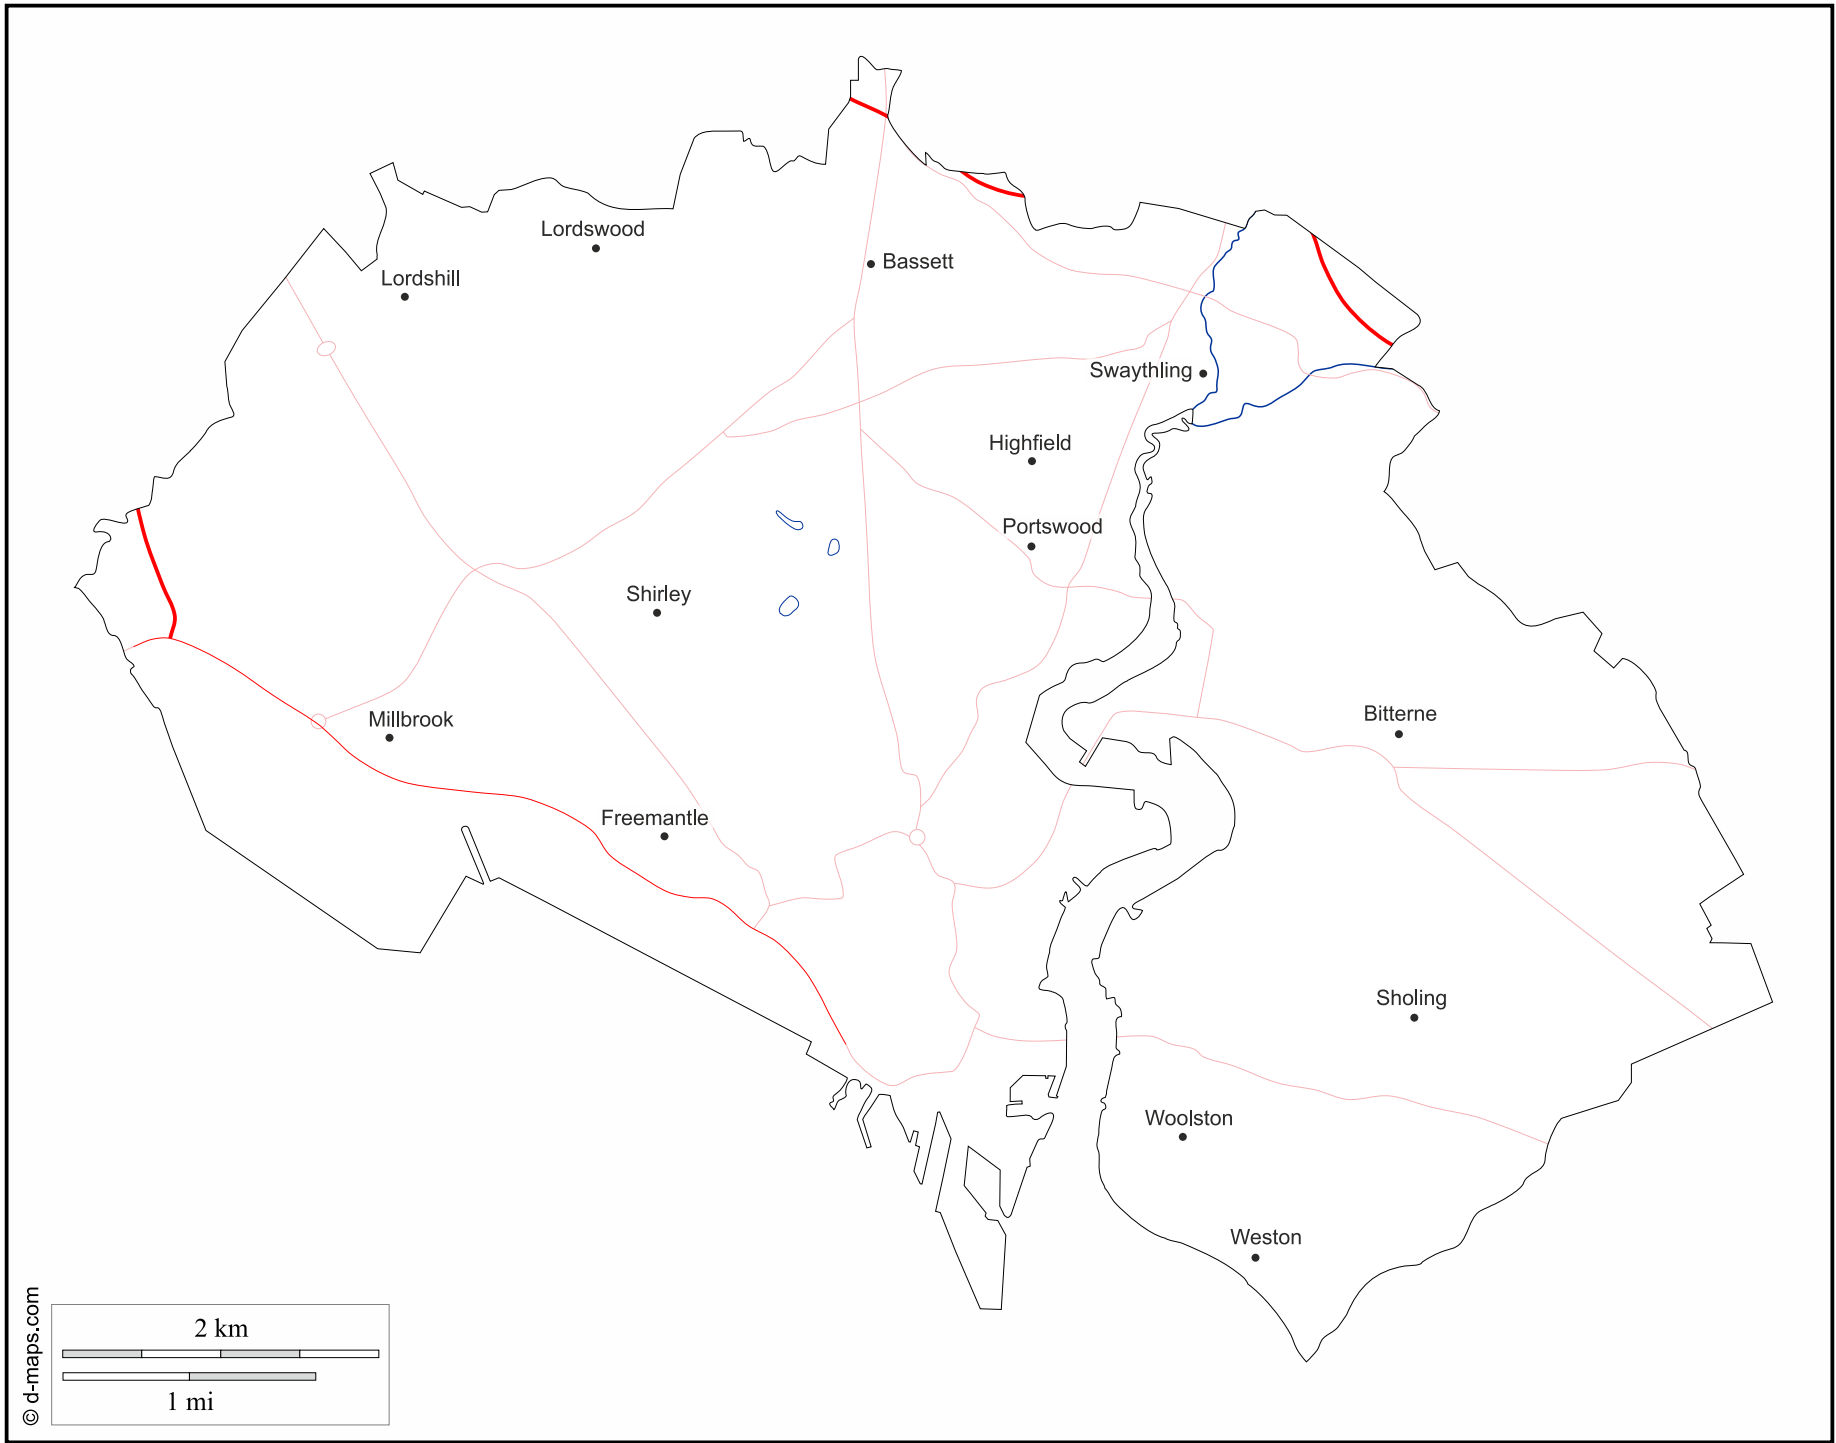 Lordswood
Bassett
Lordshill
Swaythling
Highfield
Portswood
Shirley
Millbrook
Bitterne
Freemantle
Sholing
Woolston
Weston
2 km
1 mi
© d-maps.com